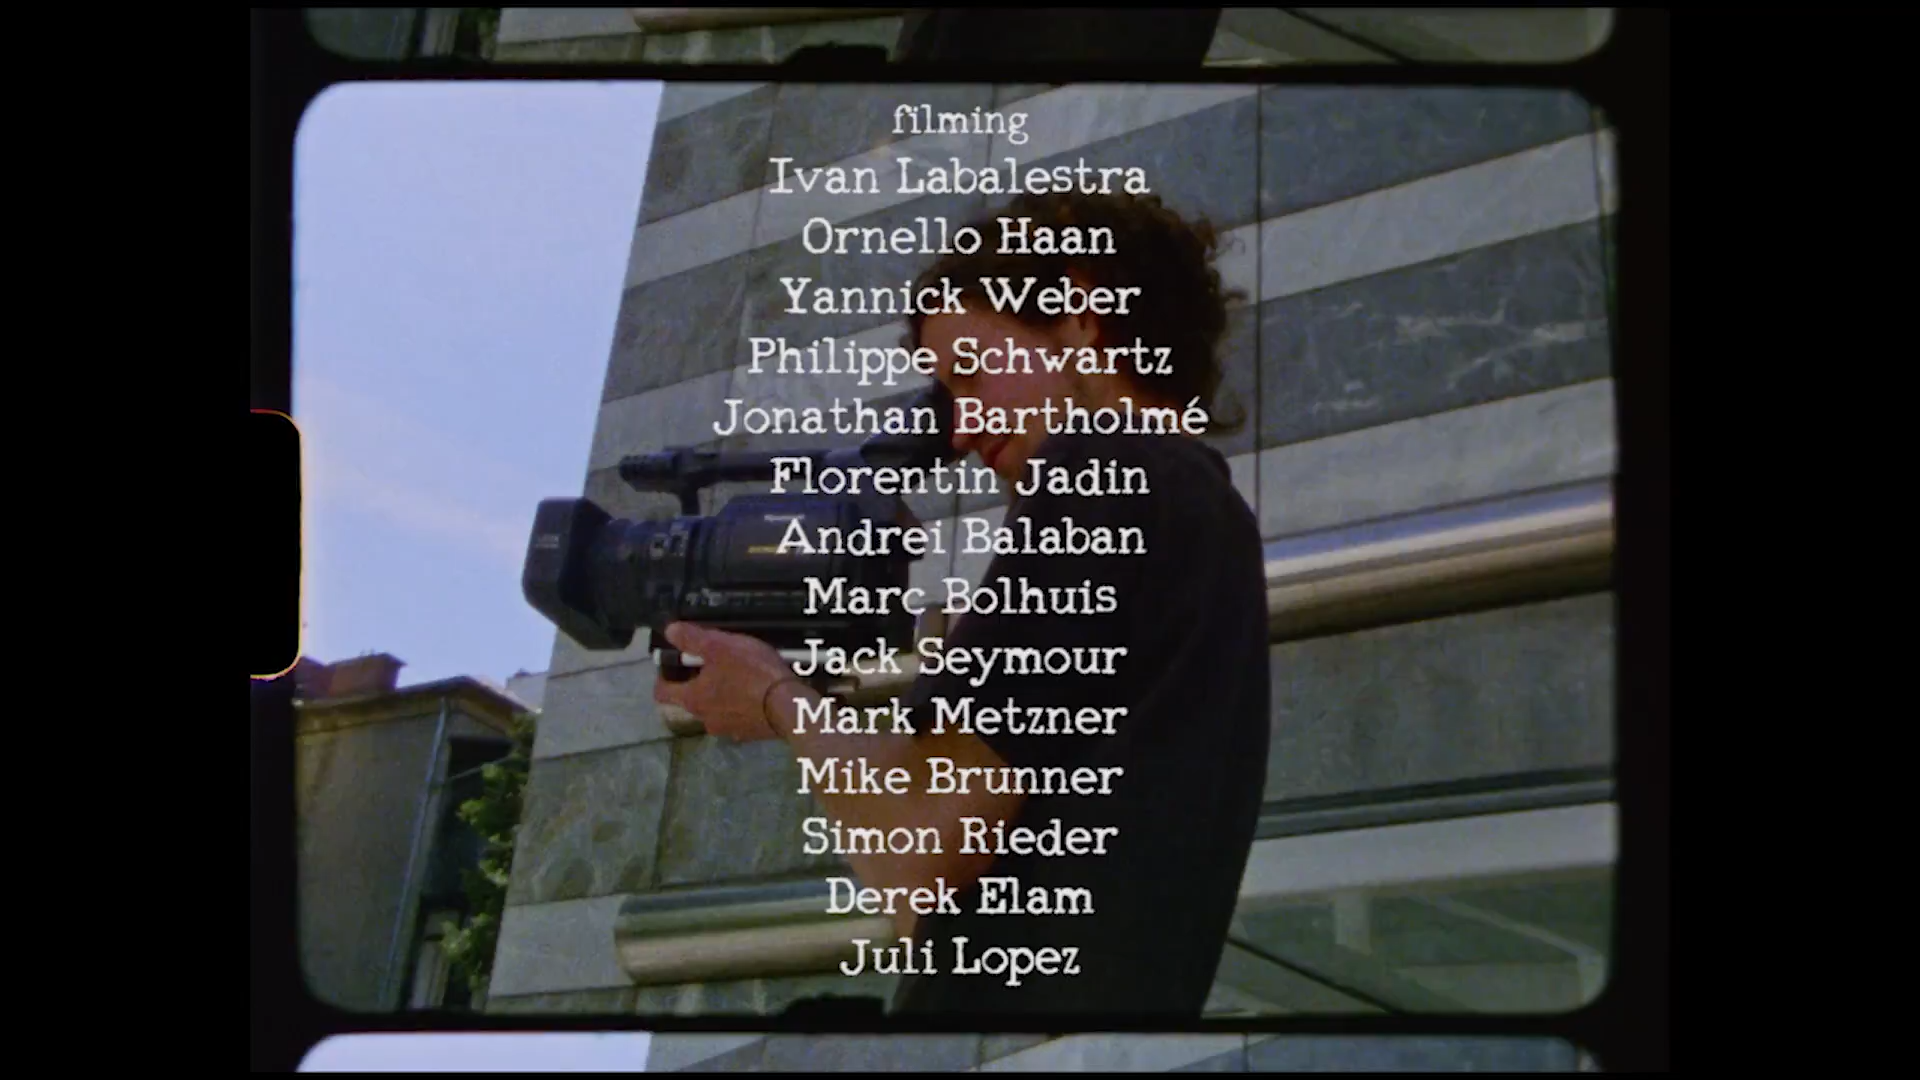 filming
Ivan Labalestra
Ornello Haan
Yannick Weber
Philippe Schwartz
Jonathan Bartholmé
Florentin Jadin
Andrei Balaban
Marc Bolhuis
Jack Seymour
Mark Metzner
Mike Brunner
Simon Rieder
Derek Elam
Juli Lopez